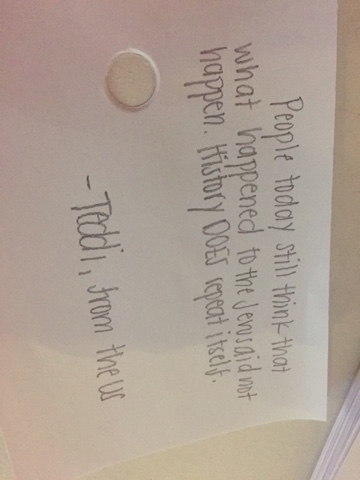 People today still think that
what happened to the Jews did not
happen. History DOES repeat itself.
- Teddi, from the US